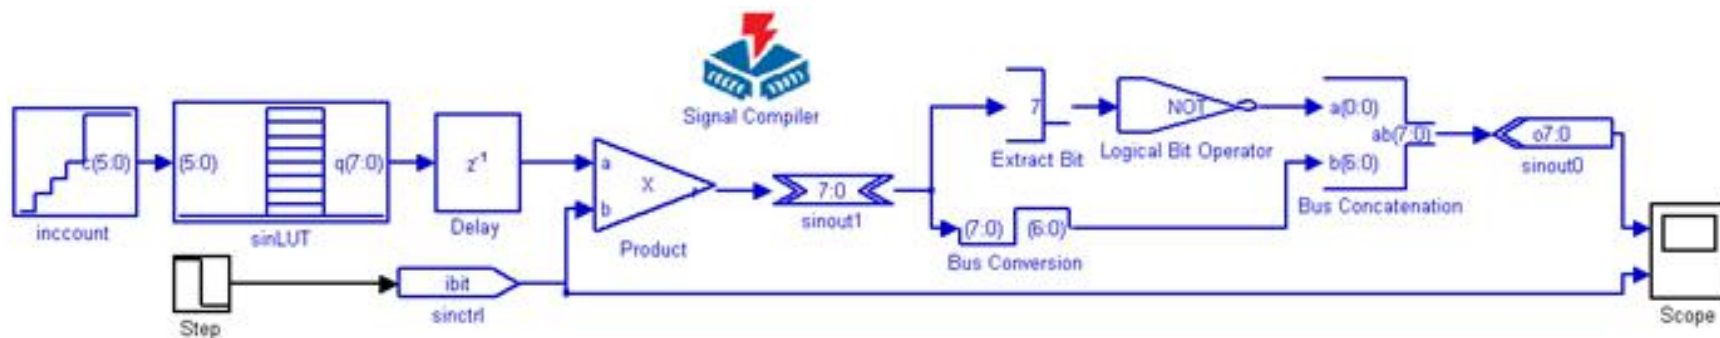 Signal Compiler
c(5:0)
inccount
(5:0)
q(7:0)
sinLUT
z-1
Delay
a
b
X
r
Product
7:0
sinout1
7
Extract Bit
NOT
Logical Bit Operator
(7:0)
(6:0)
Bus Conversion
a(0:0)
b(6:0)
ab(7:0)
Bus Concatenation
o7:0
sinout0
Step
ibit
sinctrl
Scope